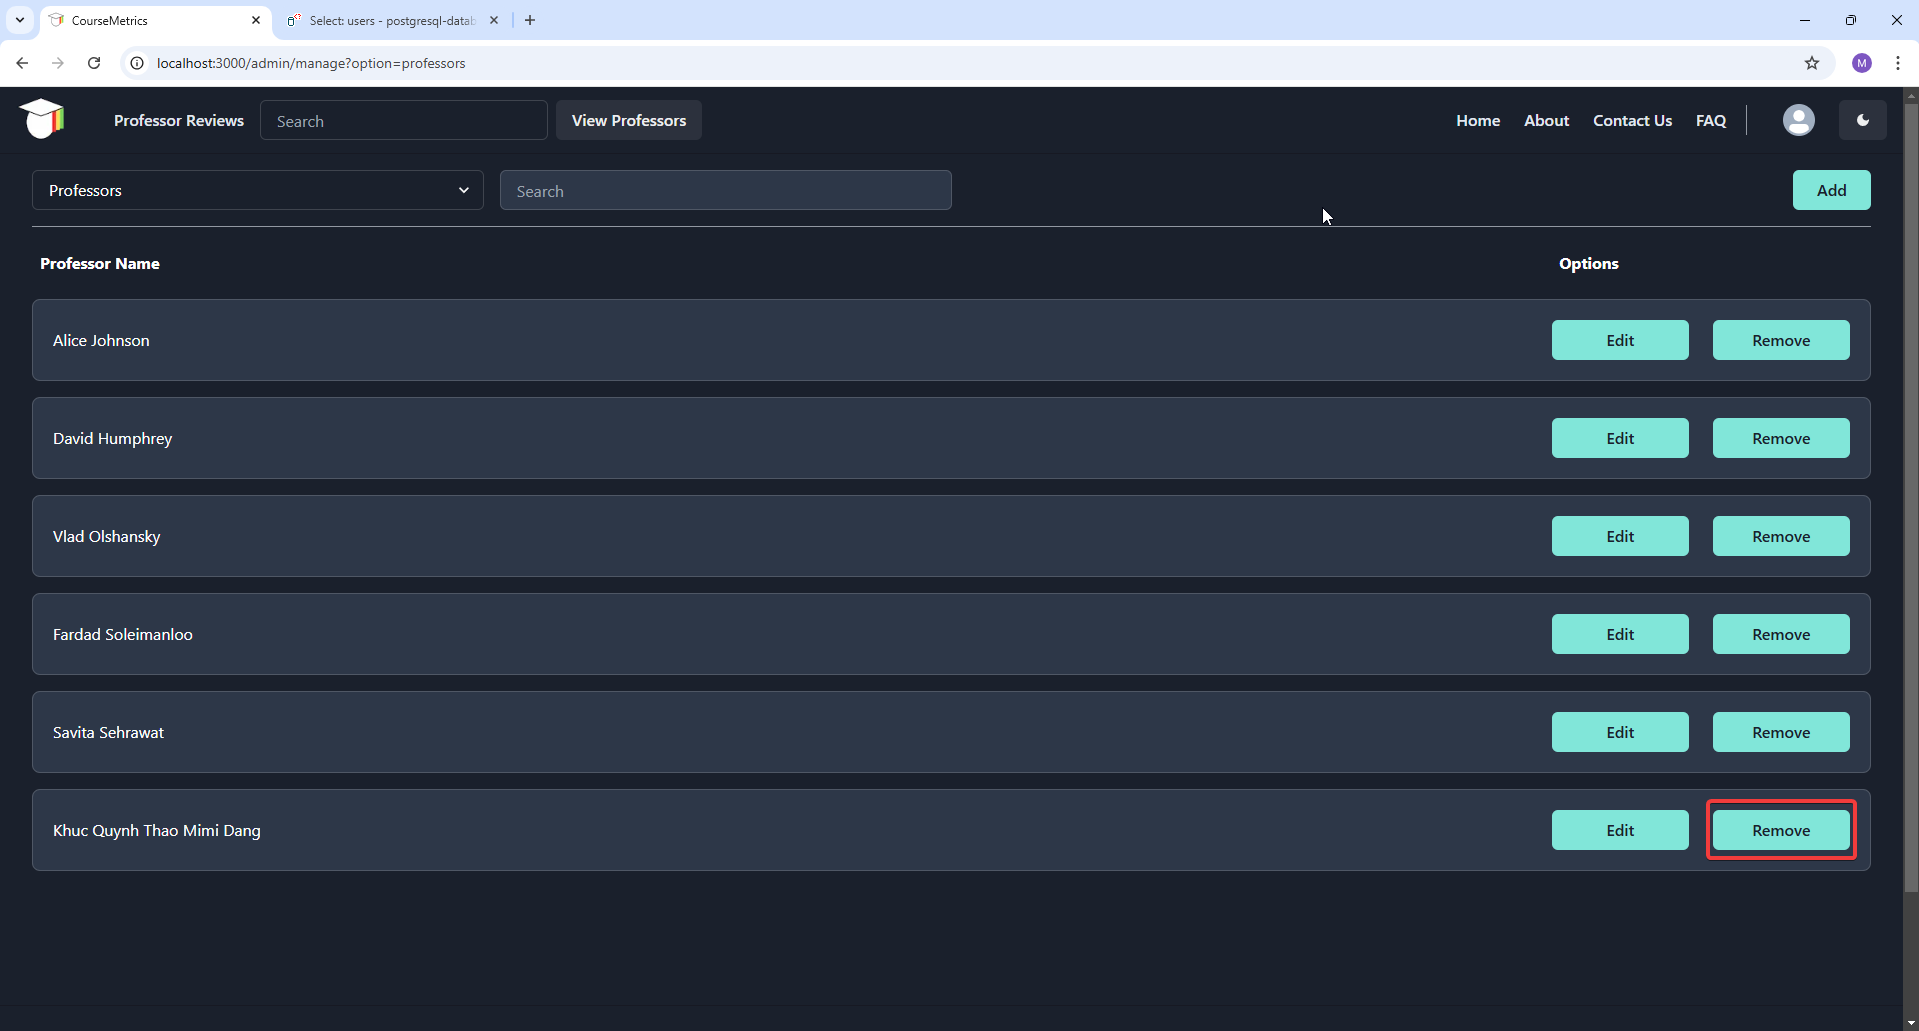 CourseMetrics
Select: users - postgresql-datab
localhost:3000/admin/manage?option=professors
M
Professor Reviews
Search
View Professors
Home
About
Contact Us
FAQ
Professors
Search
Add
Professor Name
Options
Alice Johnson
Edit
Remove
David Humphrey
Edit
Remove
Vlad Olshansky
Edit
Remove
Fardad Soleimanloo
Edit
Remove
Savita Sehrawat
Edit
Remove
Khuc Quynh Thao Mimi Dang
Edit
Remove